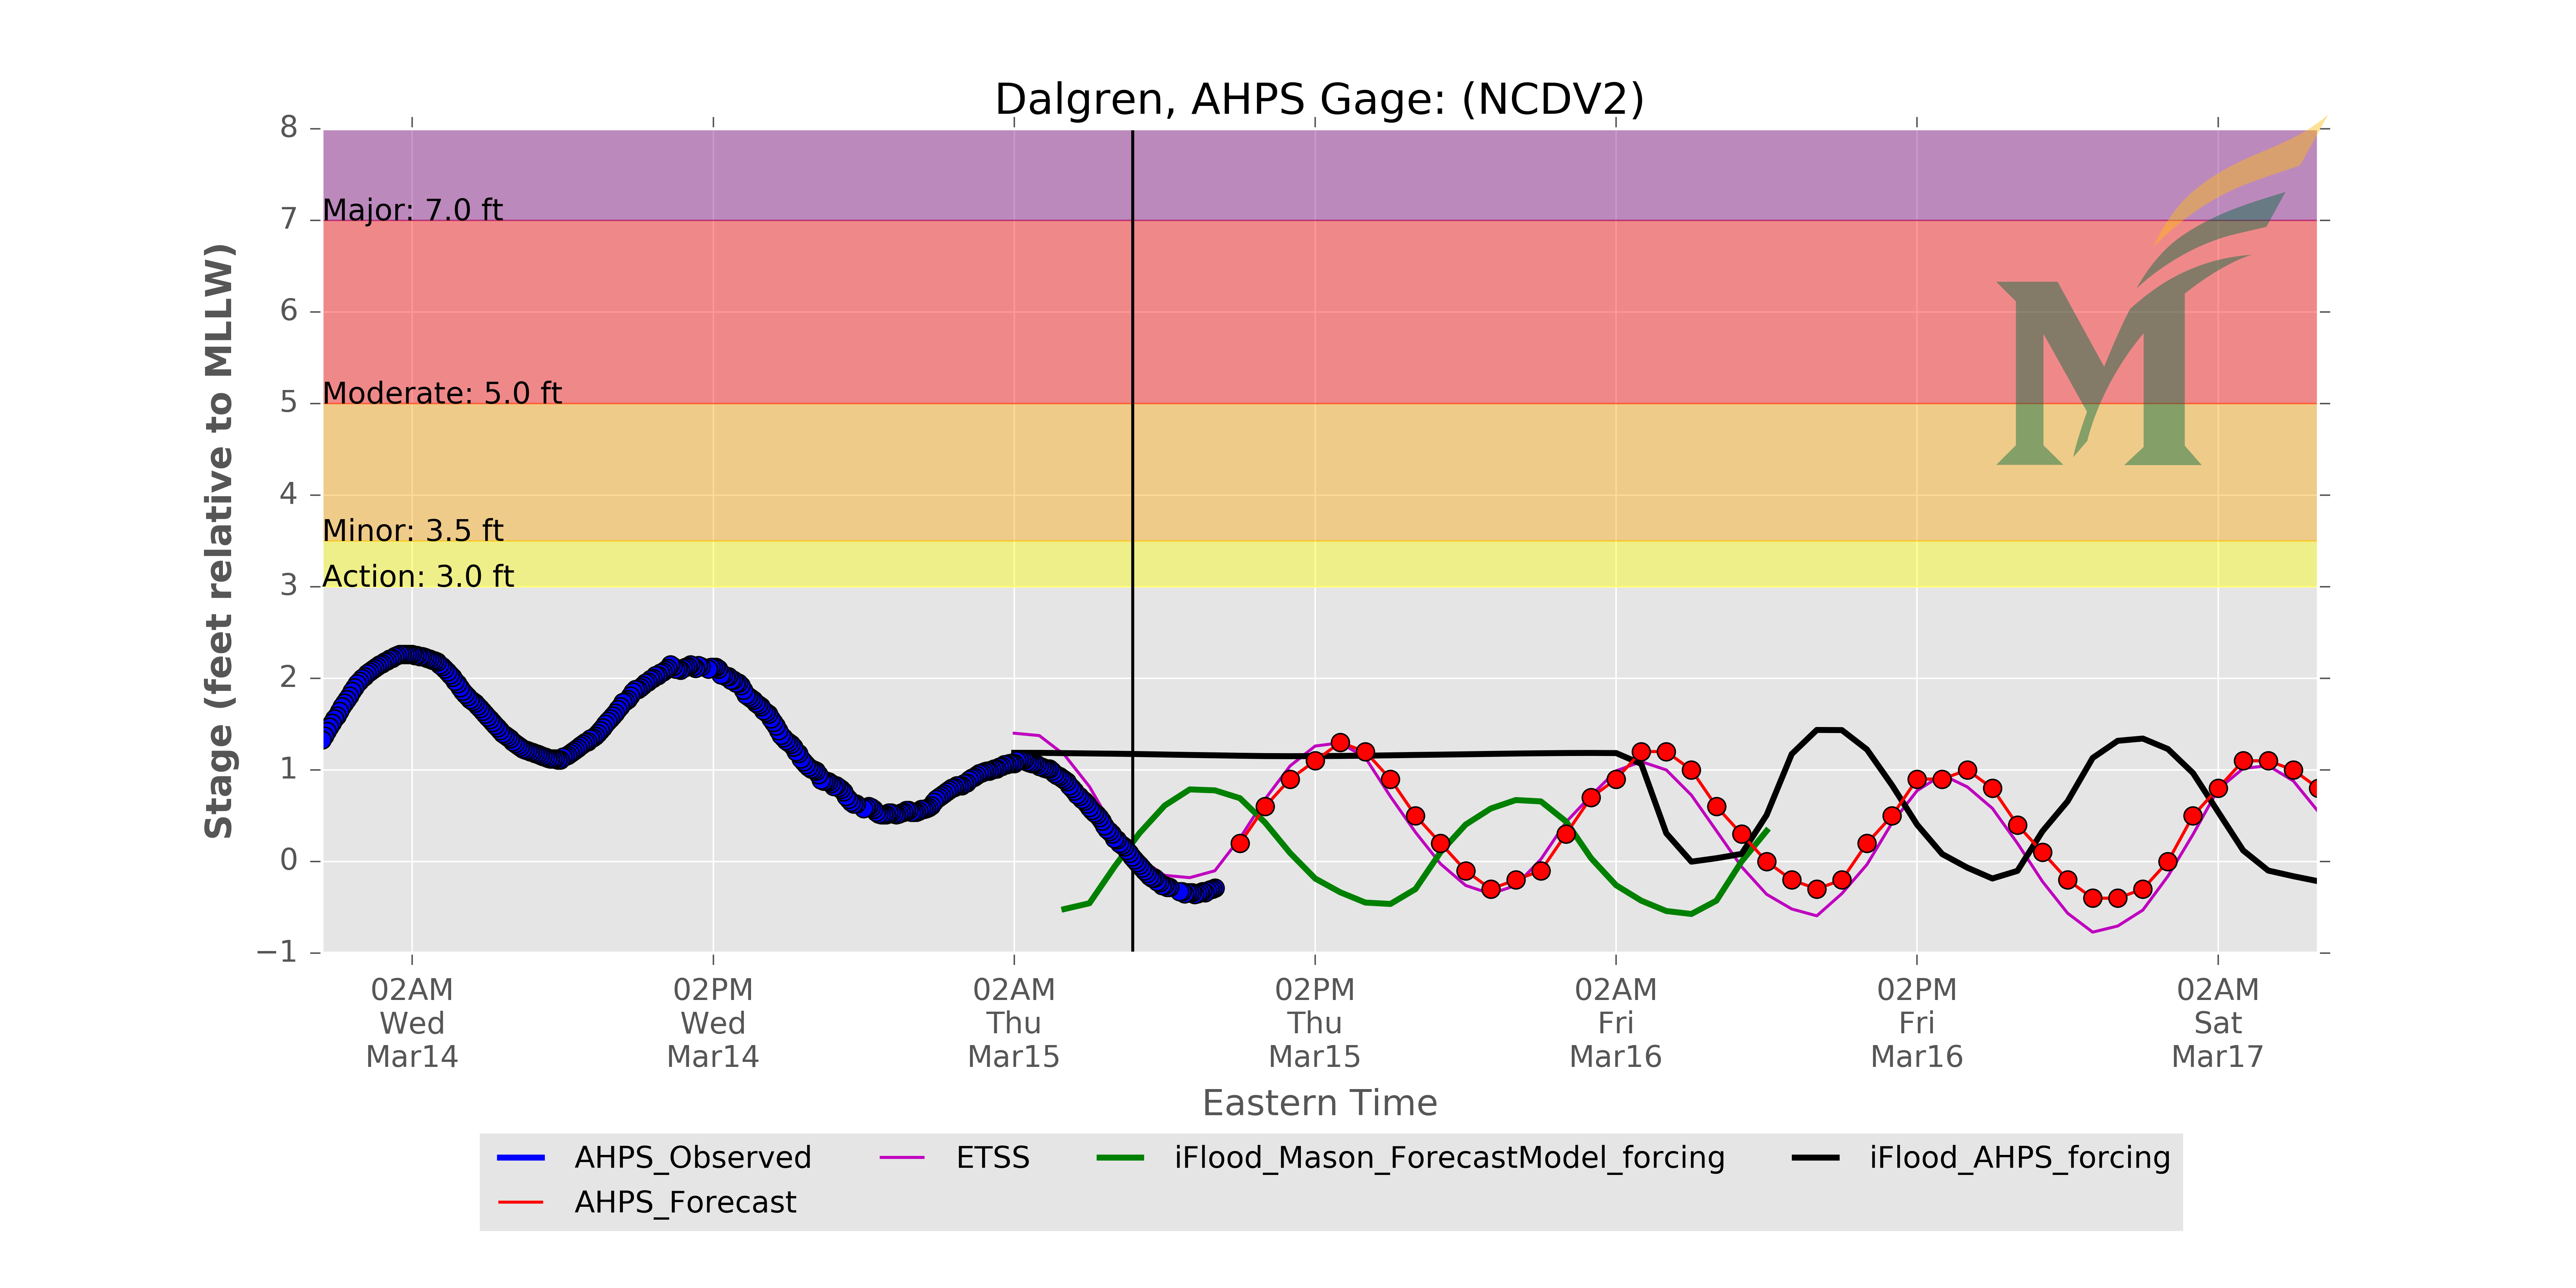 Dalgren, AHPS Gage: (NCDV2)
8
7
6
5
4
3
2
1
0
−1
Stage (feet relative to MLLW)
Major: 7.0 ft
Moderate: 5.0 ft
Minor: 3.5 ft
Action: 3.0 ft
M
02AM
Wed
Mar14
02PM
Wed
Mar14
02AM
Thu
Mar15
02PM
Thu
Mar15
02AM
Fri
Mar16
02PM
Fri
Mar16
02AM
Sat
Mar17
Eastern Time
AHPS_Observed
AHPS_Forecast
ETSS
iFlood_Mason_ForecastModel_forcing
iFlood_AHPS_forcing